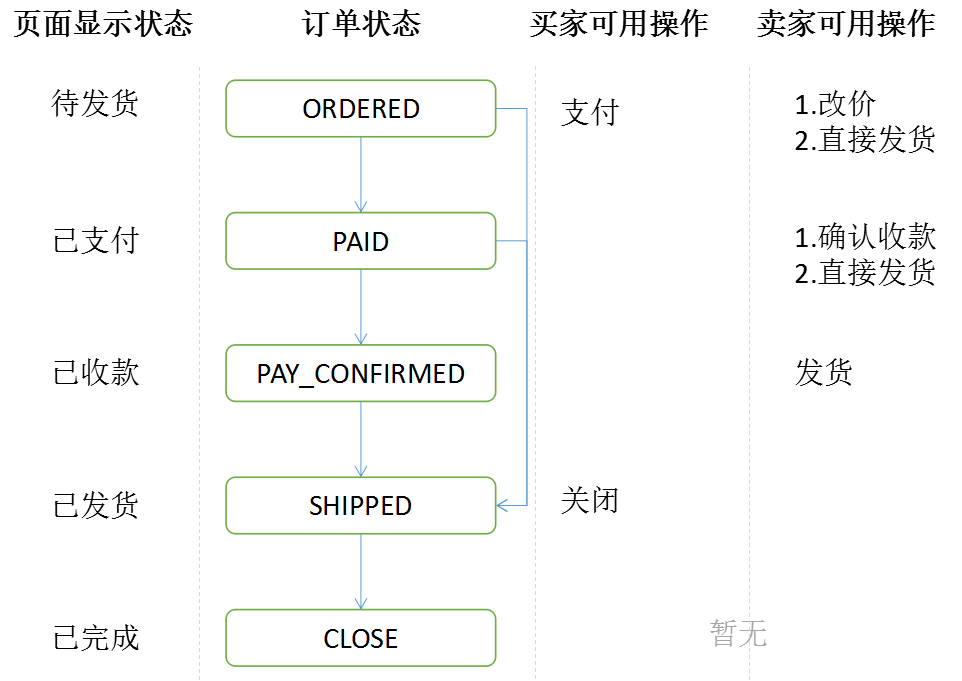 页面显示状态 订单状态 买家可用操作 卖家可用操作
待发货 ORDERED 支付 1.改价
2.直接发货
已支付 PAID 1.确认收款
2.直接发货
已收款 PAY_CONFIRMED 发货
已发货 SHIPPED 关闭
已完成 CLOSE 暂无